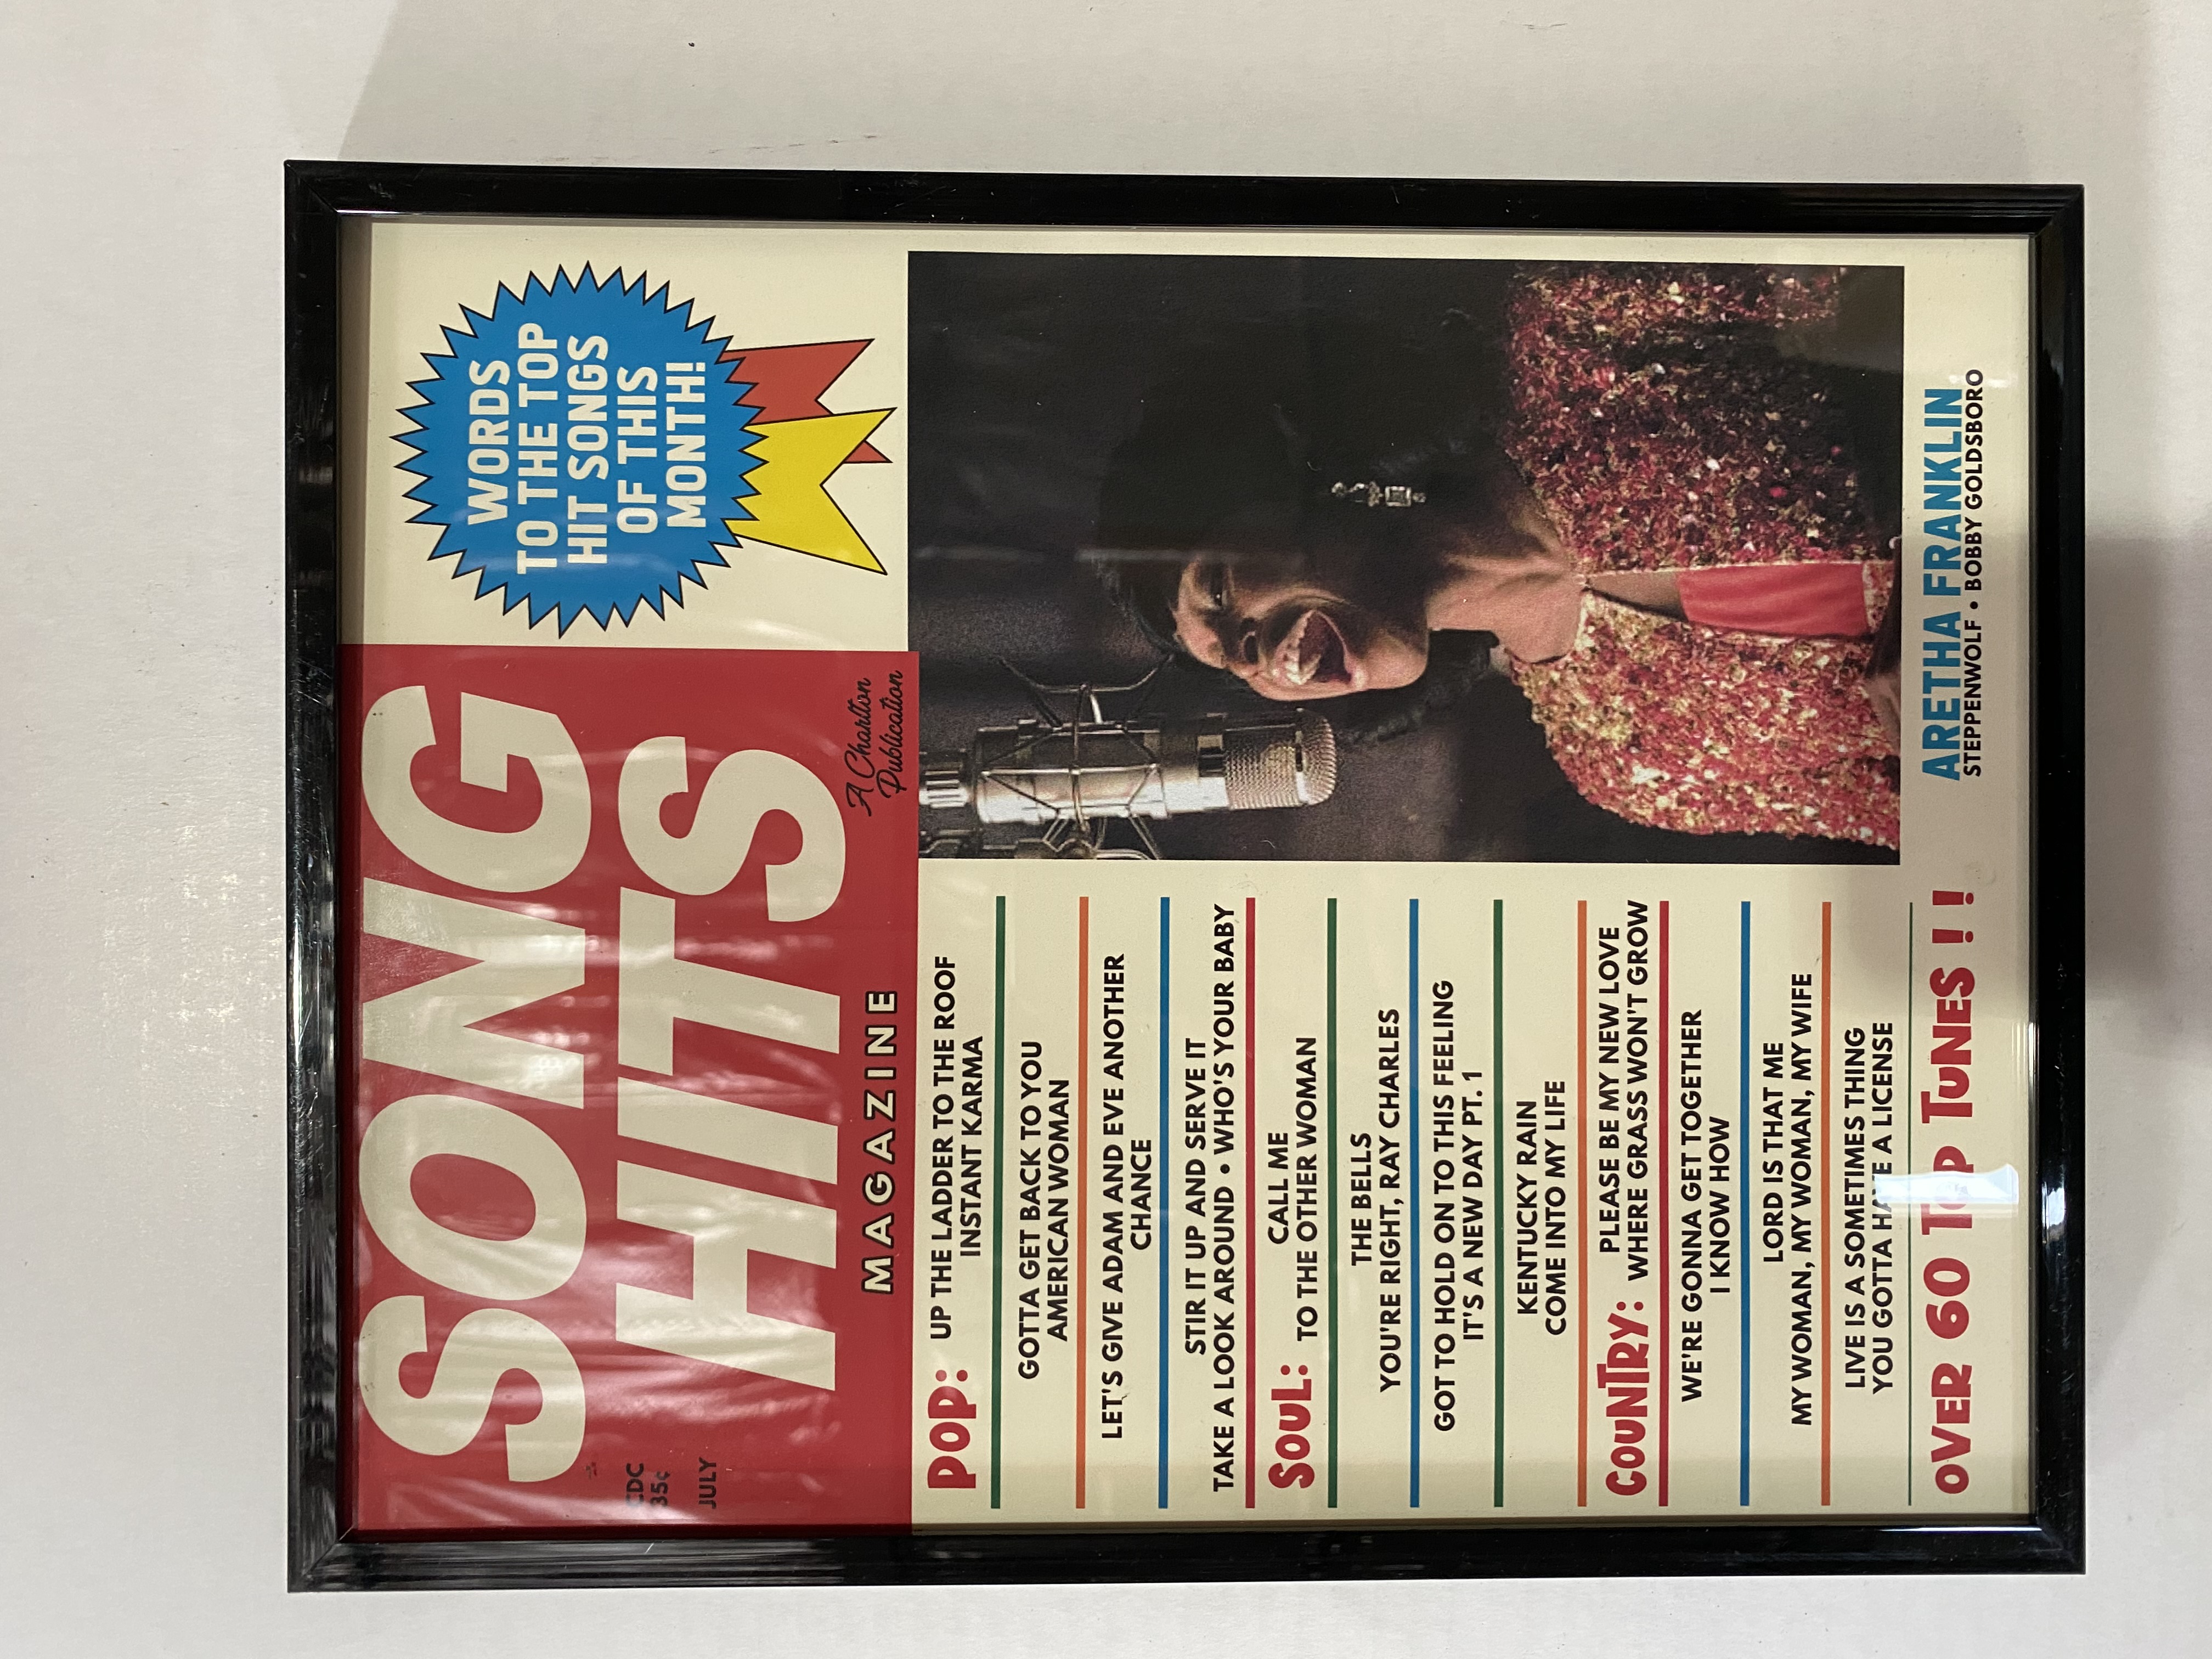 SONG
HITS
MAGAZINE
A Charlton
Publication
CDC
35¢
JULY
WORDS
TO THE TOP
HIT SONGS
OF THIS
MONTH!
POP:
UP THE LADDER TO THE ROOF
INSTANT KARMA
GOTTA GET BACK TO YOU
AMERICAN WOMAN
LET'S GIVE ADAM AND EVE ANOTHER
CHANCE
STIR IT UP AND SERVE IT
TAKE A LOOK AROUND • WHO'S YOUR BABY
SOUL:
CALL ME
TO THE OTHER WOMAN
THE BELLS
YOU'RE RIGHT, RAY CHARLES
GOT TO HOLD ON TO THIS FEELING
IT'S A NEW DAY PT. 1
KENTUCKY RAIN
COME INTO MY LIFE
COUNTRY:
PLEASE BE MY NEW LOVE
WHERE GRASS WON'T GROW
WE'RE GONNA GET TOGETHER
I KNOW HOW
LORD IS THAT ME
MY WOMAN, MY WOMAN, MY WIFE
LIVE IS A SOMETIMES THING
YOU GOTTA HAVE A LICENSE
OVER 60 TOP TUNES!!
ARETHA FRANKLIN
STEPPENWOLF • BOBBY GOLDSBORO